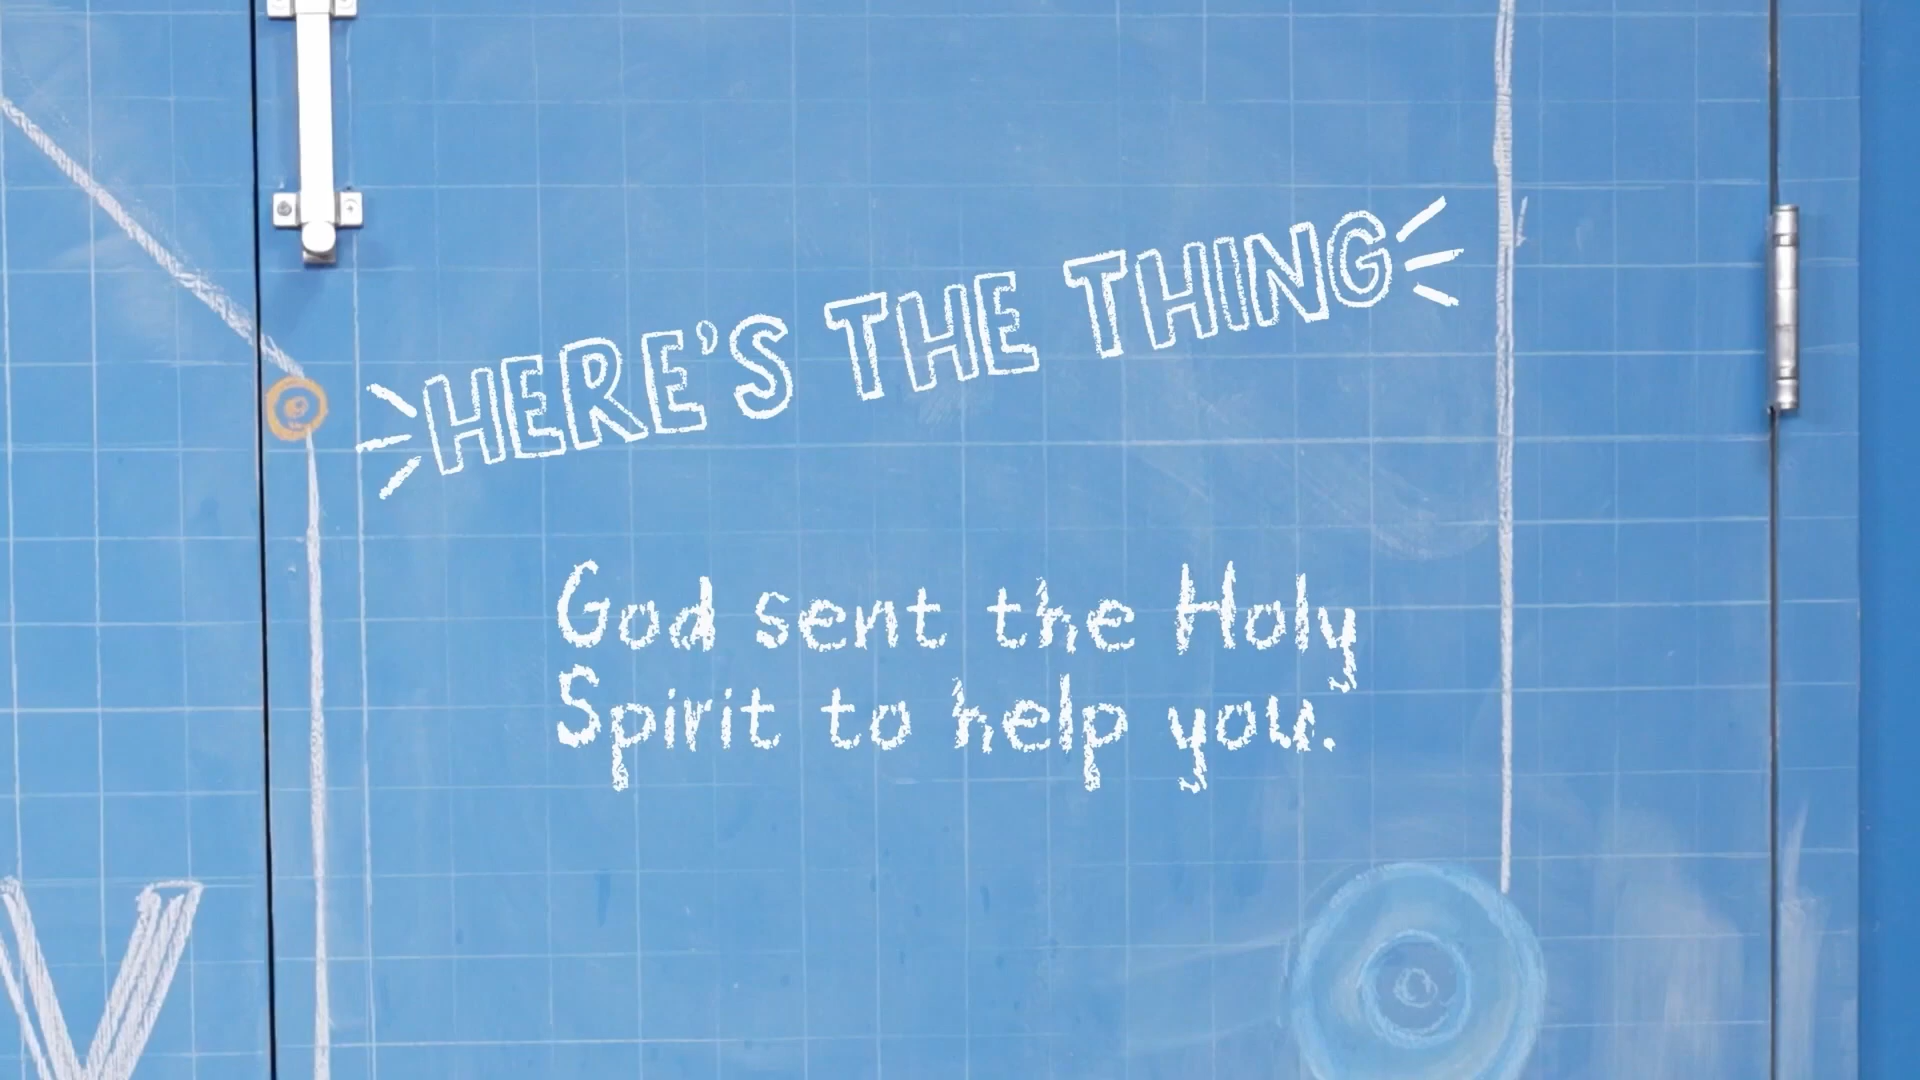 HERE'S THE THING
God sent the Holy
Spirit to help you.
V